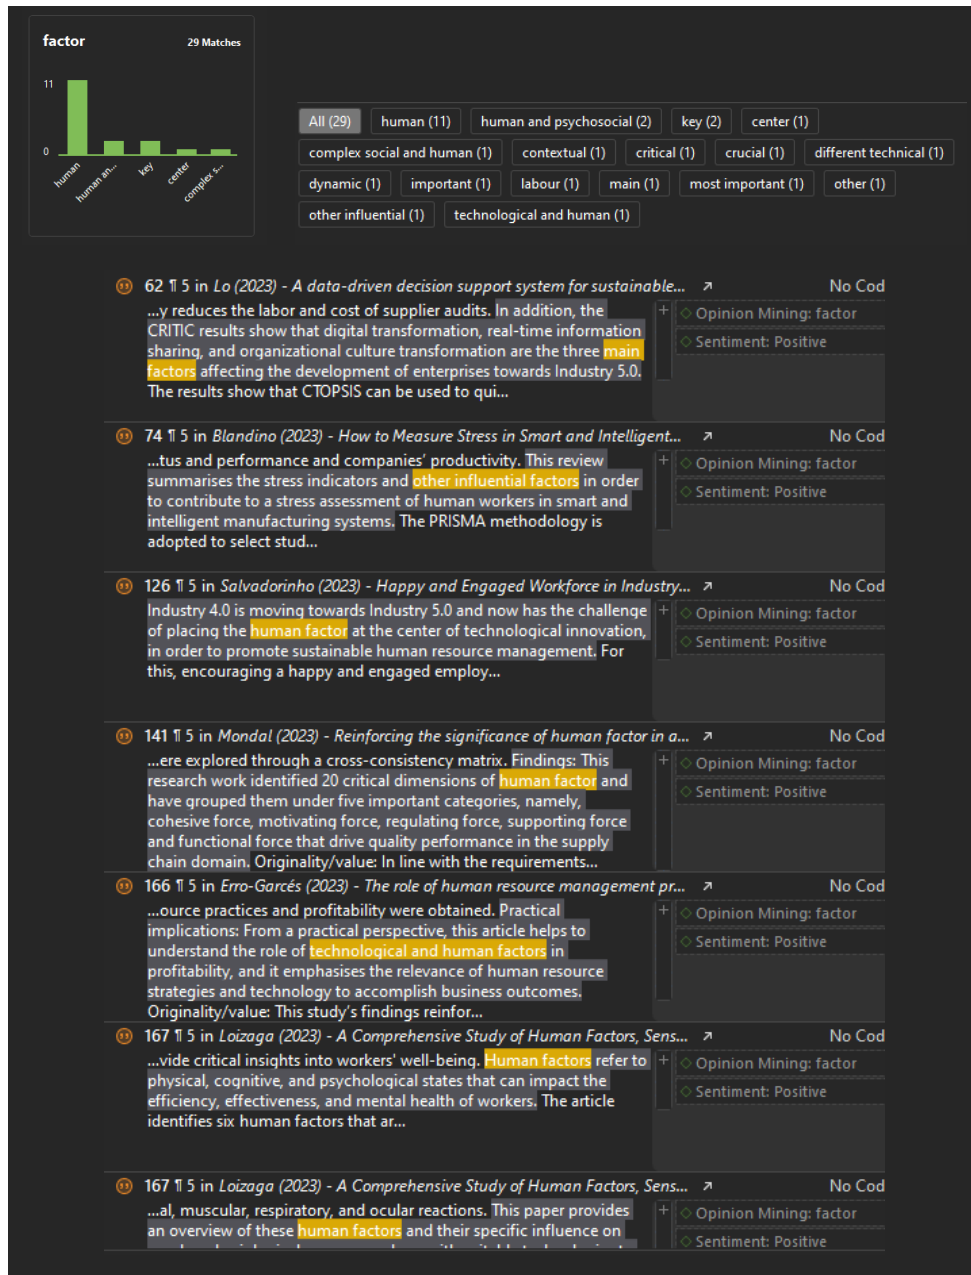 factor
29 Matches
11
0
human
human an...
key
center
complex s...
All (29)
human (11)
human and psychosocial (2)
key (2)
center (1)
complex social and human (1)
contextual (1)
critical (1)
crucial (1)
different technical (1)
dynamic (1)
important (1)
labour (1)
main (1)
most important (1)
other (1)
other influential (1)
technological and human (1)
62 ¶ 5 in Lo (2023) - A data-driven decision support system for sustainable... ↗ No Cod
...y reduces the labor and cost of supplier audits. In addition, the
CRITIC results show that digital transformation, real-time information
sharing, and organizational culture transformation are the three main
factors affecting the development of enterprises towards Industry 5.0.
The results show that CTOPSIS can be used to qui...
+
Opinion Mining: factor
Sentiment: Positive
74 ¶ 5 in Blandino (2023) - How to Measure Stress in Smart and Intelligent... ↗ No Cod
...tus and performance and companies' productivity. This review
summarises the stress indicators and other influential factors in order
to contribute to a stress assessment of human workers in smart and
intelligent manufacturing systems. The PRISMA methodology is
adopted to select stud...
+
Opinion Mining: factor
Sentiment: Positive
126 ¶ 5 in Salvadorinho (2023) - Happy and Engaged Workforce in Industry... ↗ No Cod
Industry 4.0 is moving towards Industry 5.0 and now has the challenge
of placing the human factor at the center of technological innovation,
in order to promote sustainable human resource management. For
this, encouraging a happy and engaged employ...
+
Opinion Mining: factor
Sentiment: Positive
141 ¶ 5 in Mondal (2023) - Reinforcing the significance of human factor in a... ↗ No Cod
...ere explored through a cross-consistency matrix. Findings: This
research work identified 20 critical dimensions of human factor and
have grouped them under five important categories, namely,
cohesive force, motivating force, regulating force, supporting force
and functional force that drive quality performance in the supply
chain domain. Originality/value: In line with the requirements...
+
Opinion Mining: factor
Sentiment: Positive
166 ¶ 5 in Erro-Garcés (2023) - The role of human resource management pr... ↗ No Cod
...ource practices and profitability were obtained. Practical
implications: From a practical perspective, this article helps to
understand the role of technological and human factors in
profitability, and it emphasises the relevance of human resource
strategies and technology to accomplish business outcomes.
Originality/value: This study's findings reinfor...
+
Opinion Mining: factor
Sentiment: Positive
167 ¶ 5 in Loizaga (2023) - A Comprehensive Study of Human Factors, Sens... ↗ No Cod
...vide critical insights into workers' well-being. Human factors refer to
physical, cognitive, and psychological states that can impact the
efficiency, effectiveness, and mental health of workers. The article
identifies six human factors that ar...
+
Opinion Mining: factor
Sentiment: Positive
167 ¶ 5 in Loizaga (2023) - A Comprehensive Study of Human Factors, Sens... ↗ No Cod
...al, muscular, respiratory, and ocular reactions. This paper provides
an overview of these human factors and their specific influence on
+
Opinion Mining: factor
Sentiment: Positive